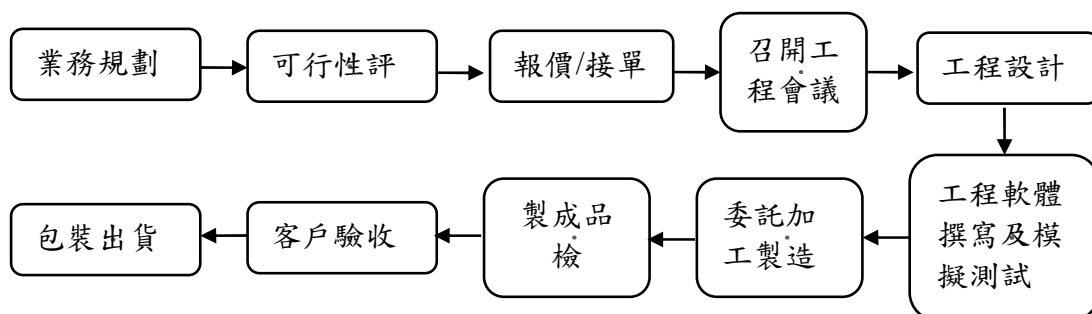 業務規劃
可行性評
報價/接單
召開工
程會議
工程設計
工程軟體
撰寫及模
擬測試
委託加
工製造
製成品
檢
客戶驗收
包裝出貨